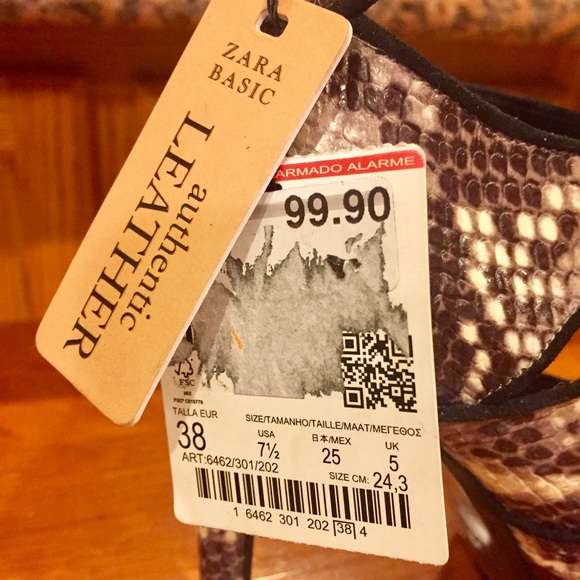 ZARA
BASIC
authentic
LEATHER
ARMADO ALARME
99.90
FSC
MIX
TALLA EUR
38
SIZE/TAMANHO/TAILLE/MAAT/ΜΕΓΕΘΟΣ
USA 日本/MEX UK
7½ 25 5
ART:6462/301/202
SIZE CM: 24,3
1 6462 301 202 38 4